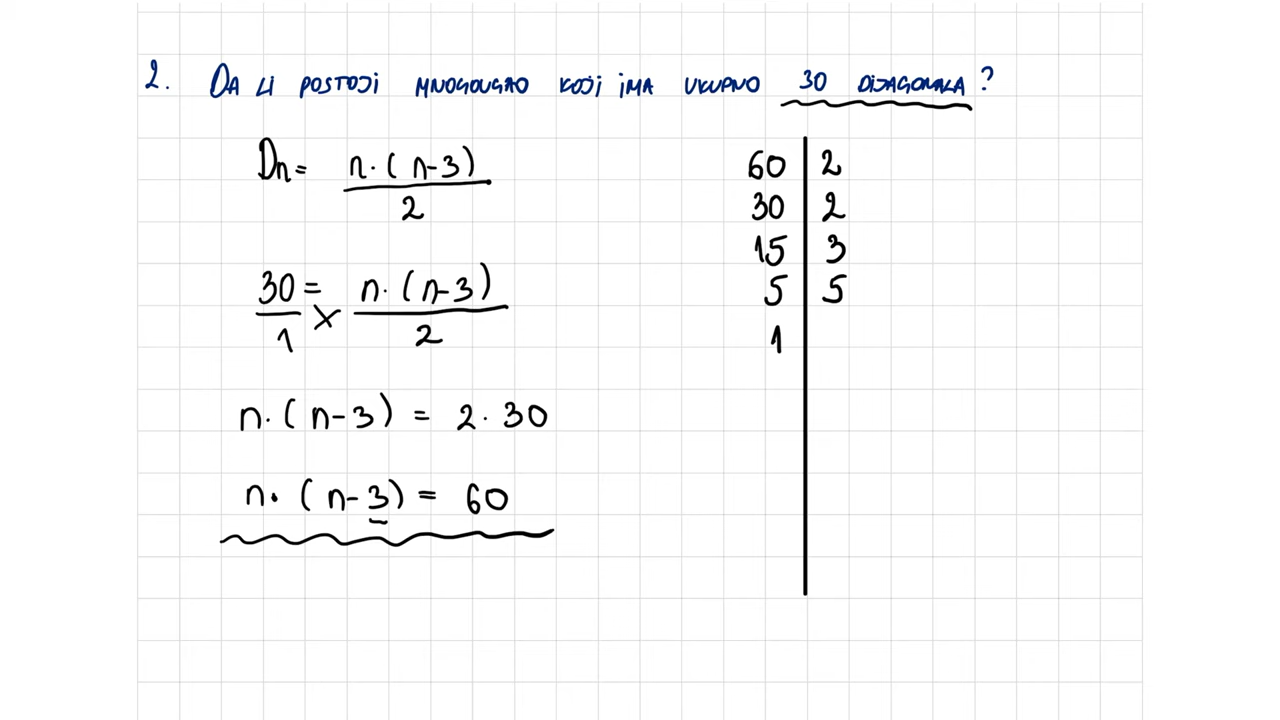 2. DA LI POSTOJI MNOGOUGAO KOJI IMA UKUPNO 30 DIJAGONALA?
Dn = n·(n-3)/2
30/1 = n·(n-3)/2
n·(n-3) = 2·30
n·(n-3) = 60
60 | 2
30 | 2
15 | 3
5 | 5
1